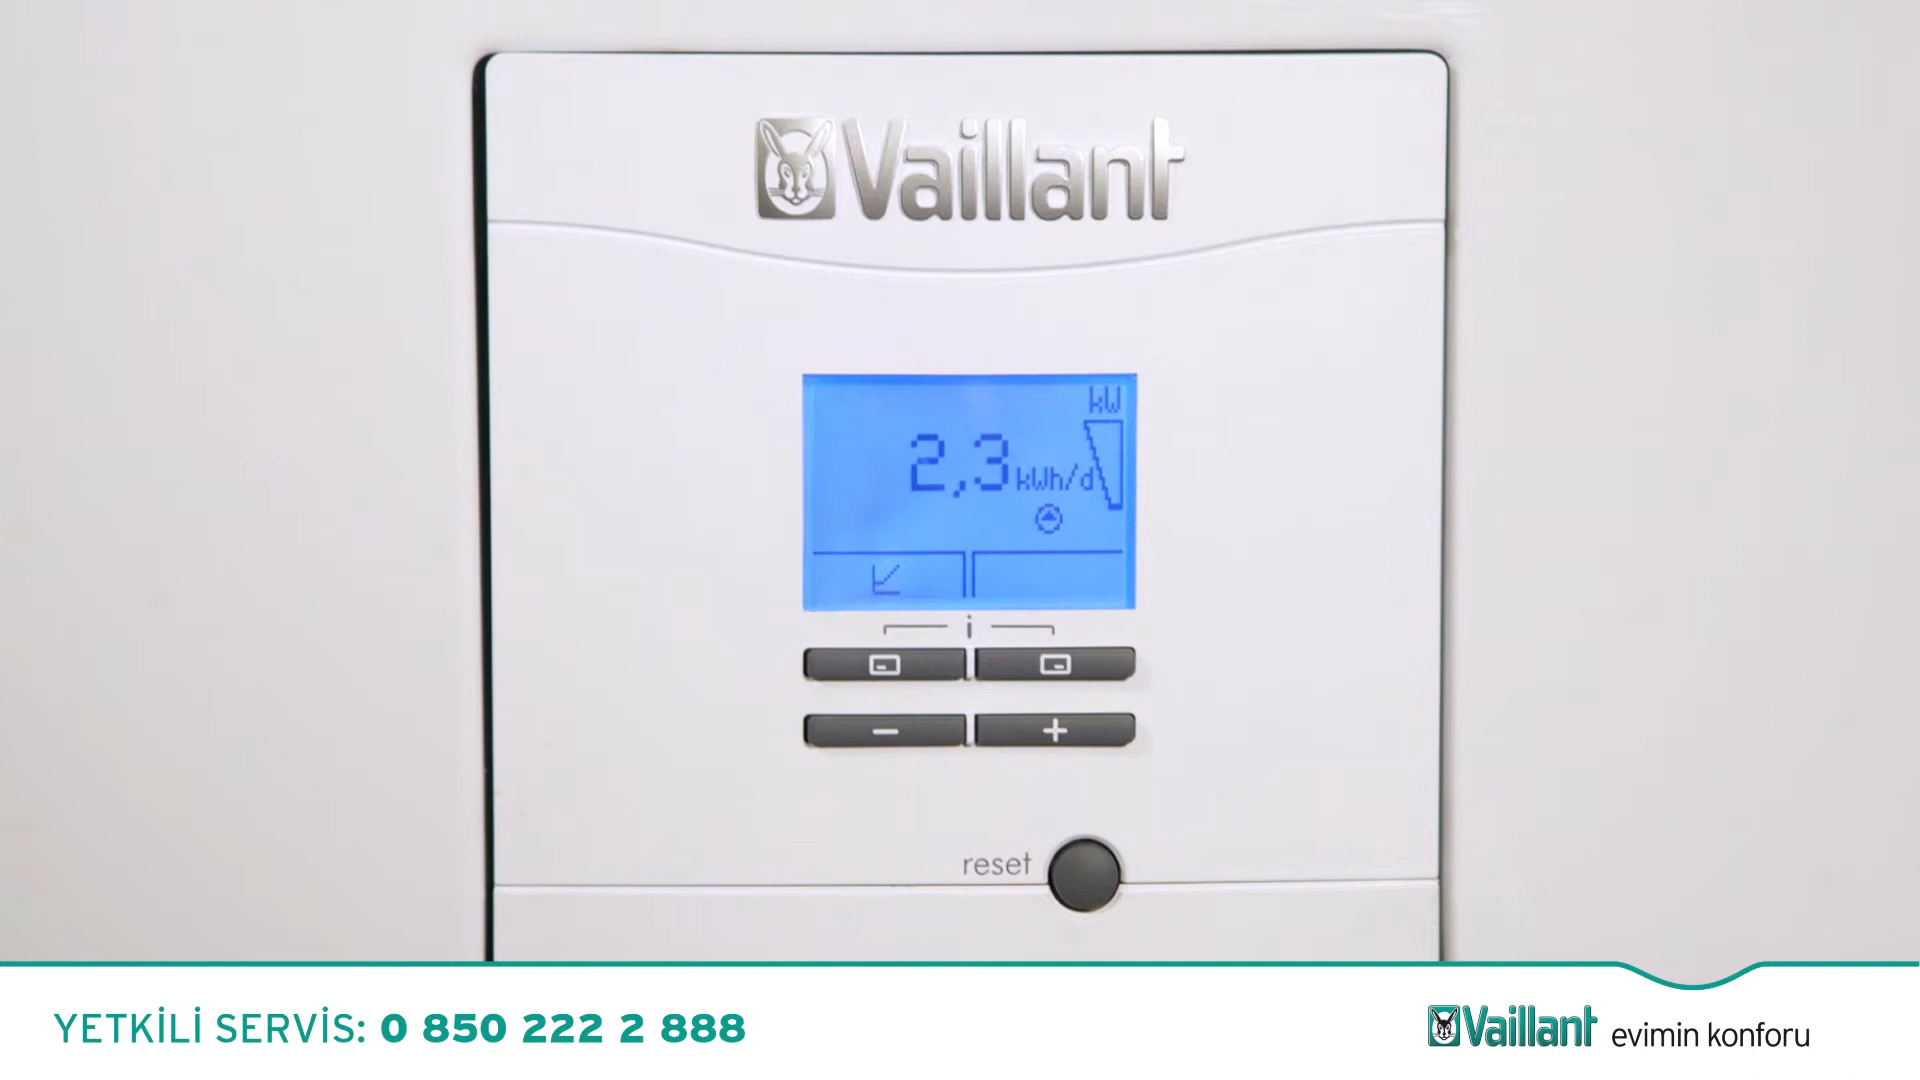 Vaillant
kW
2,3 kWh/d
i
− +
reset
YETKİLİ SERVİS: 0 850 222 2 888
Vaillant evimin konforu